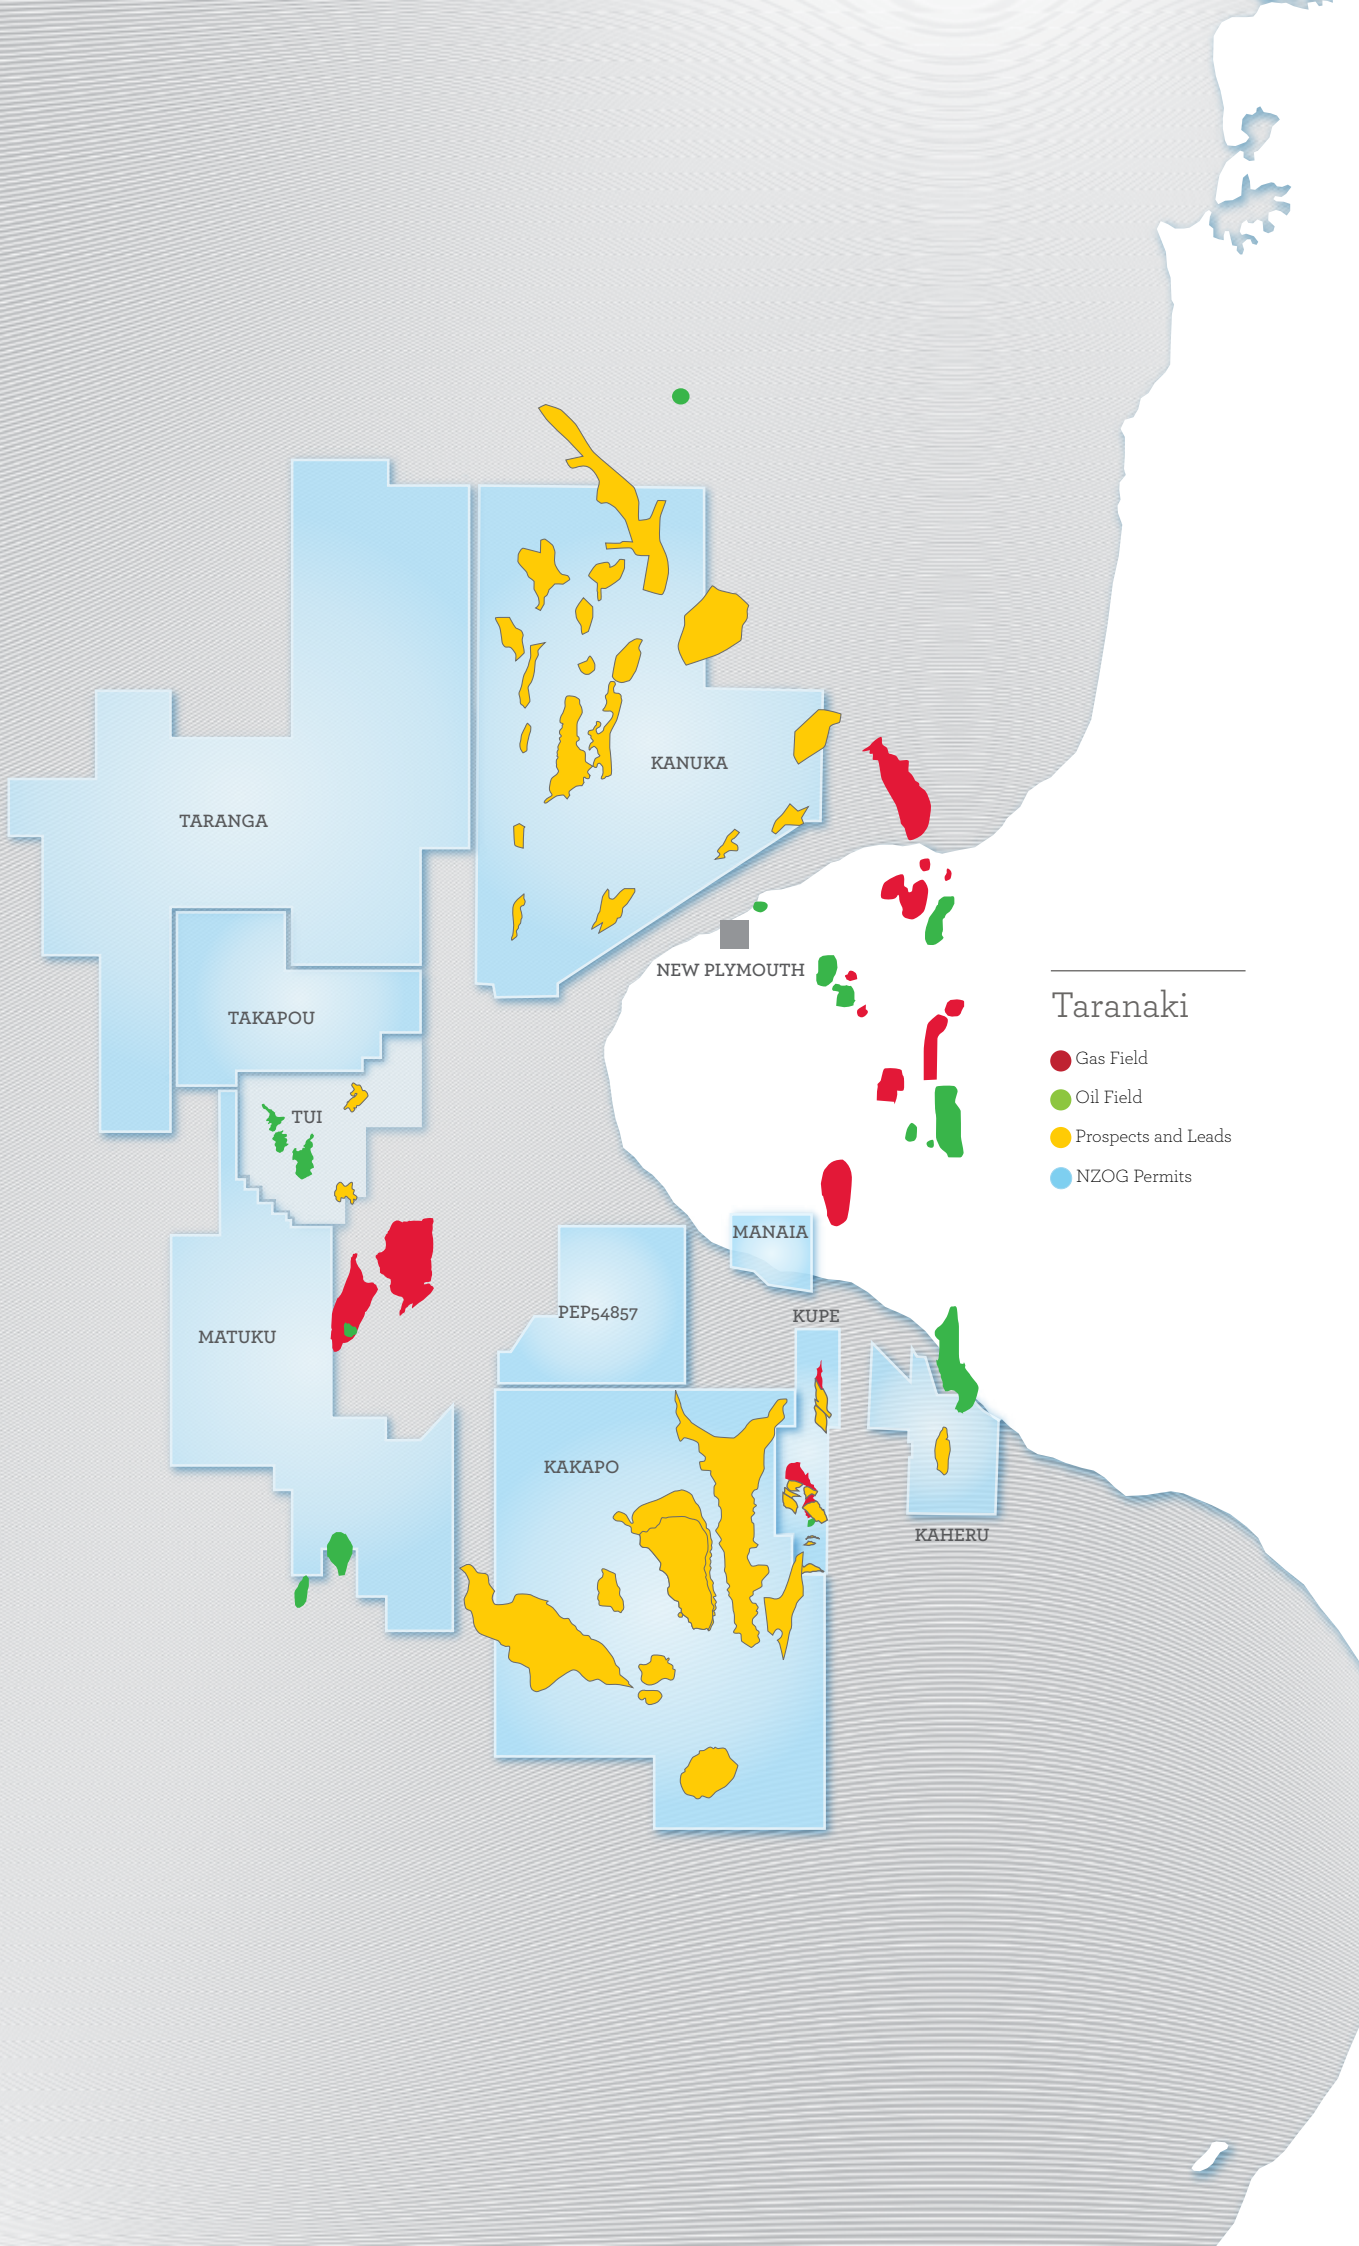 KANUKA
TARANGA
NEW PLYMOUTH
TAKAPOU
TUI
Taranaki
Gas Field
Oil Field
Prospects and Leads
NZOG Permits
MANAIA
PEP54857
KUPE
MATUKU
KAKAPO
KAHERU